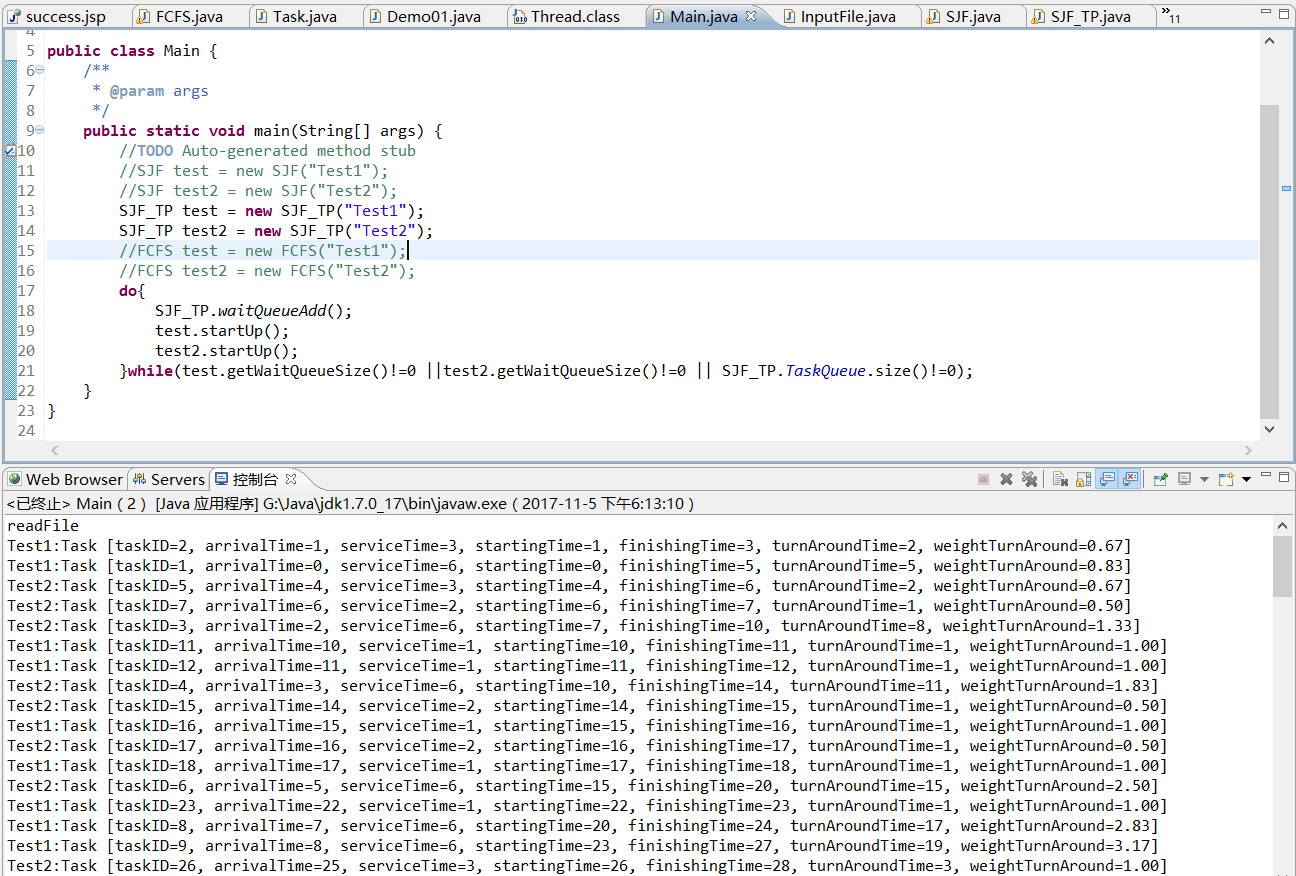 success.jsp FCFS.java Task.java Demo01.java Thread.class Main.java InputFile.java SJF.java SJF_TP.java »11
4
5 public class Main {
6 /**
7 * @param args
8 */
9 public static void main(String[] args) {
10 //TODO Auto-generated method stub
11 //SJF test = new SJF("Test1");
12 //SJF test2 = new SJF("Test2");
13 SJF_TP test = new SJF_TP("Test1");
14 SJF_TP test2 = new SJF_TP("Test2");
15 //FCFS test = new FCFS("Test1");
16 //FCFS test2 = new FCFS("Test2");
17 do{
18 SJF_TP.waitQueueAdd();
19 test.startUp();
20 test2.startUp();
21 }while(test.getWaitQueueSize()!=0 ||test2.getWaitQueueSize()!=0 || SJF_TP.TaskQueue.size()!=0);
22 }
23 }
24
Web Browser Servers 控制台
<已终止> Main ( 2 ) [Java 应用程序] G:\Java\jdk1.7.0_17\bin\javaw.exe ( 2017-11-5 下午6:13:10 )
readFile
Test1:Task [taskID=2, arrivalTime=1, serviceTime=3, startingTime=1, finishingTime=3, turnAroundTime=2, weightTurnAround=0.67]
Test1:Task [taskID=1, arrivalTime=0, serviceTime=6, startingTime=0, finishingTime=5, turnAroundTime=5, weightTurnAround=0.83]
Test2:Task [taskID=5, arrivalTime=4, serviceTime=3, startingTime=4, finishingTime=6, turnAroundTime=2, weightTurnAround=0.67]
Test2:Task [taskID=7, arrivalTime=6, serviceTime=2, startingTime=6, finishingTime=7, turnAroundTime=1, weightTurnAround=0.50]
Test2:Task [taskID=3, arrivalTime=2, serviceTime=6, startingTime=7, finishingTime=10, turnAroundTime=8, weightTurnAround=1.33]
Test1:Task [taskID=11, arrivalTime=10, serviceTime=1, startingTime=10, finishingTime=11, turnAroundTime=1, weightTurnAround=1.00]
Test1:Task [taskID=12, arrivalTime=11, serviceTime=1, startingTime=11, finishingTime=12, turnAroundTime=1, weightTurnAround=1.00]
Test2:Task [taskID=4, arrivalTime=3, serviceTime=6, startingTime=10, finishingTime=14, turnAroundTime=11, weightTurnAround=1.83]
Test2:Task [taskID=15, arrivalTime=14, serviceTime=2, startingTime=14, finishingTime=15, turnAroundTime=1, weightTurnAround=0.50]
Test1:Task [taskID=16, arrivalTime=15, serviceTime=1, startingTime=15, finishingTime=16, turnAroundTime=1, weightTurnAround=1.00]
Test2:Task [taskID=17, arrivalTime=16, serviceTime=2, startingTime=16, finishingTime=17, turnAroundTime=1, weightTurnAround=0.50]
Test1:Task [taskID=18, arrivalTime=17, serviceTime=1, startingTime=17, finishingTime=18, turnAroundTime=1, weightTurnAround=1.00]
Test2:Task [taskID=6, arrivalTime=5, serviceTime=6, startingTime=15, finishingTime=20, turnAroundTime=15, weightTurnAround=2.50]
Test1:Task [taskID=23, arrivalTime=22, serviceTime=1, startingTime=22, finishingTime=23, turnAroundTime=1, weightTurnAround=1.00]
Test1:Task [taskID=8, arrivalTime=7, serviceTime=6, startingTime=20, finishingTime=24, turnAroundTime=17, weightTurnAround=2.83]
Test1:Task [taskID=9, arrivalTime=8, serviceTime=6, startingTime=23, finishingTime=27, turnAroundTime=19, weightTurnAround=3.17]
Test2:Task [taskID=26, arrivalTime=25, serviceTime=3, startingTime=26, finishingTime=28, turnAroundTime=3, weightTurnAround=1.00]